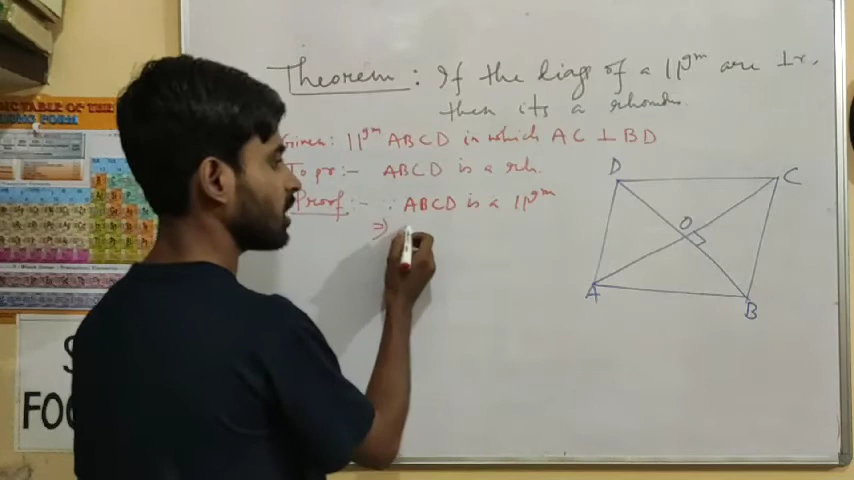 Theorem : If the diags of a ||gm are ⊥r,
then its a rhombus.
Given: ||gm ABCD in which AC ⊥ BD
To pr :- ABCD is a rh.
Proof :- ∵ ABCD is a ||gm
⇒
D
C
O
A
B
FO